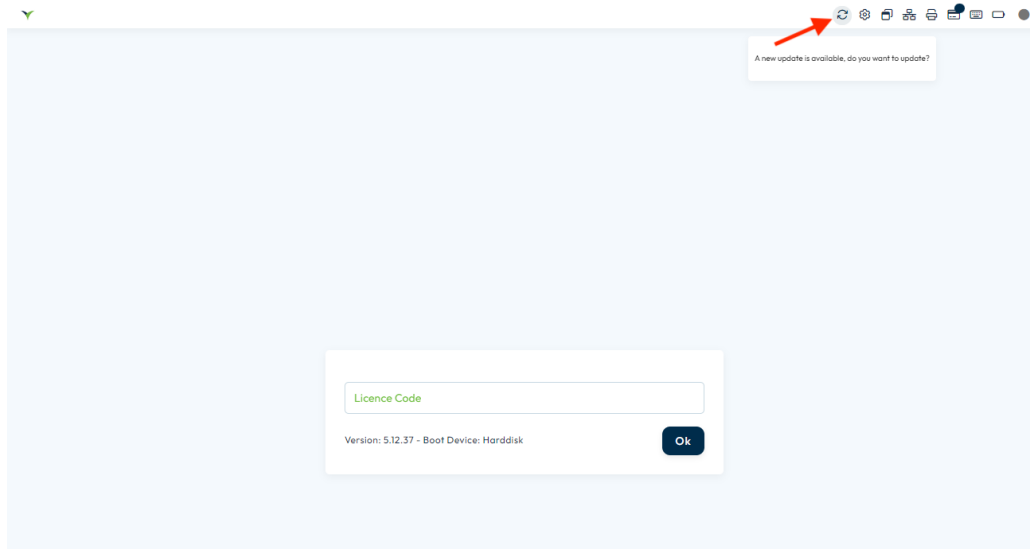 A new update is available, do you want to update?
Licence Code
Version: 5.12.37 - Boot Device: Harddisk
Ok